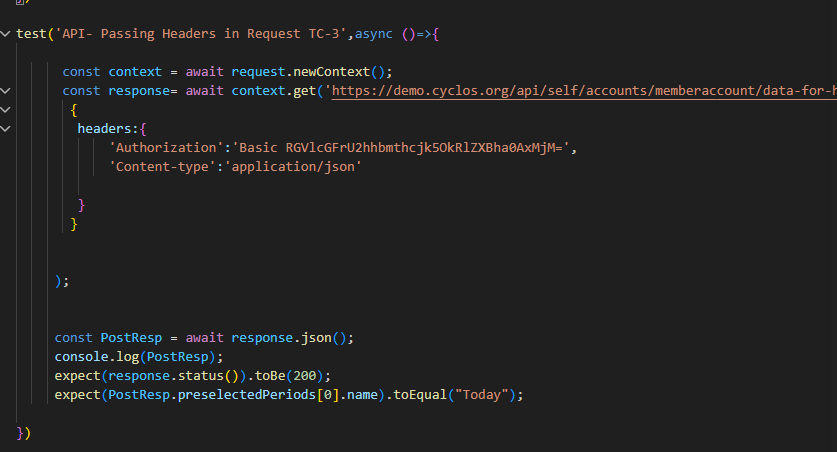 test('API- Passing Headers in Request TC-3',async ()=>{
const context = await request.newContext();
const response= await context.get('https://demo.cyclos.org/api/self/accounts/memberaccount/data-for-h
{
headers:{
'Authorization':'Basic RGVlcGFrU2hhbmthcjk5OkRlZXBha0AxMjM=',
'Content-type':'application/json'
}
}
);
const PostResp = await response.json();
console.log(PostResp);
expect(response.status()).toBe(200);
expect(PostResp.preselectedPeriods[0].name).toEqual("Today");
})